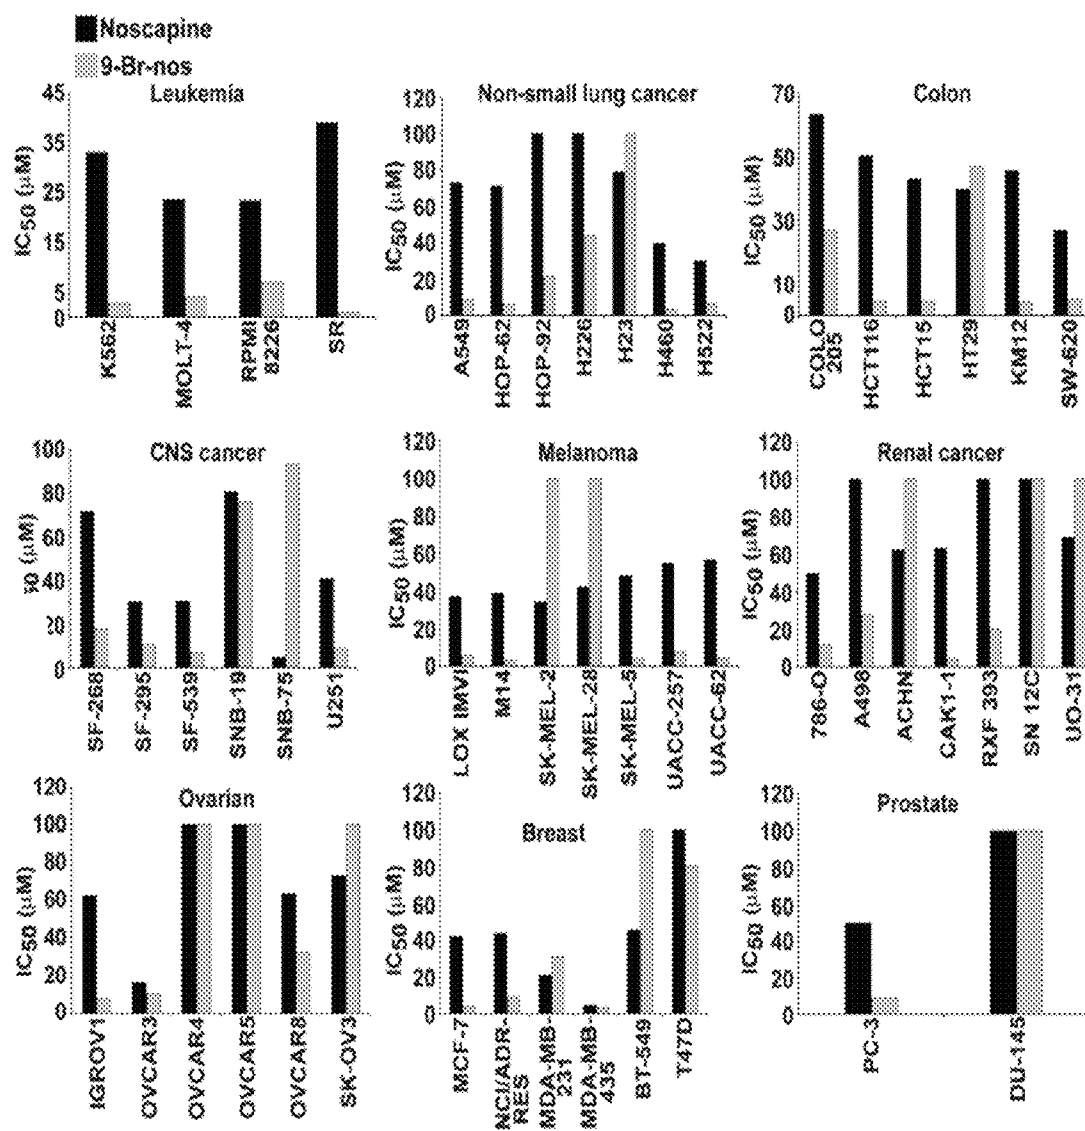 Noscapine
9-Br-nos
Leukemia
IC50 (μM)
45
35
25
15
5
0
K562
MOLT-4
RPMI
8226
SR
Non-small lung cancer
IC50 (μM)
120
100
80
60
40
20
0
A549
HOP-62
HOP-92
H226
H23
H460
H522
Colon
IC50 (μM)
70
50
30
10
0
COLO
205
HCT116
HCT15
HT29
KM12
SW-620
CNS cancer
50 (μM)
100
80
60
40
20
0
SF-268
SF-295
SF-539
SNB-19
SNB-75
U251
Melanoma
IC50 (μM)
120
100
80
60
40
20
0
LOX IMVI
M14
SK-MEL-2
SK-MEL-28
SK-MEL-5
UACC-257
UACC-62
Renal cancer
IC50 (μM)
120
100
80
60
40
20
0
786-O
A498
ACHN
CAK1-1
RXF 393
SN 12C
UO-31
Ovarian
IC50 (μM)
120
100
80
60
40
20
0
IGROV1
OVCAR3
OVCAR4
OVCAR5
OVCAR8
SK-OV3
Breast
IC50 (μM)
120
100
80
60
40
20
0
MCF-7
NCI/ADR-
RES
MDA-MB-
231
MDA-MB-
435
BT-549
T47D
Prostate
IC50 (μM)
120
100
80
60
40
20
0
PC-3
DU-145